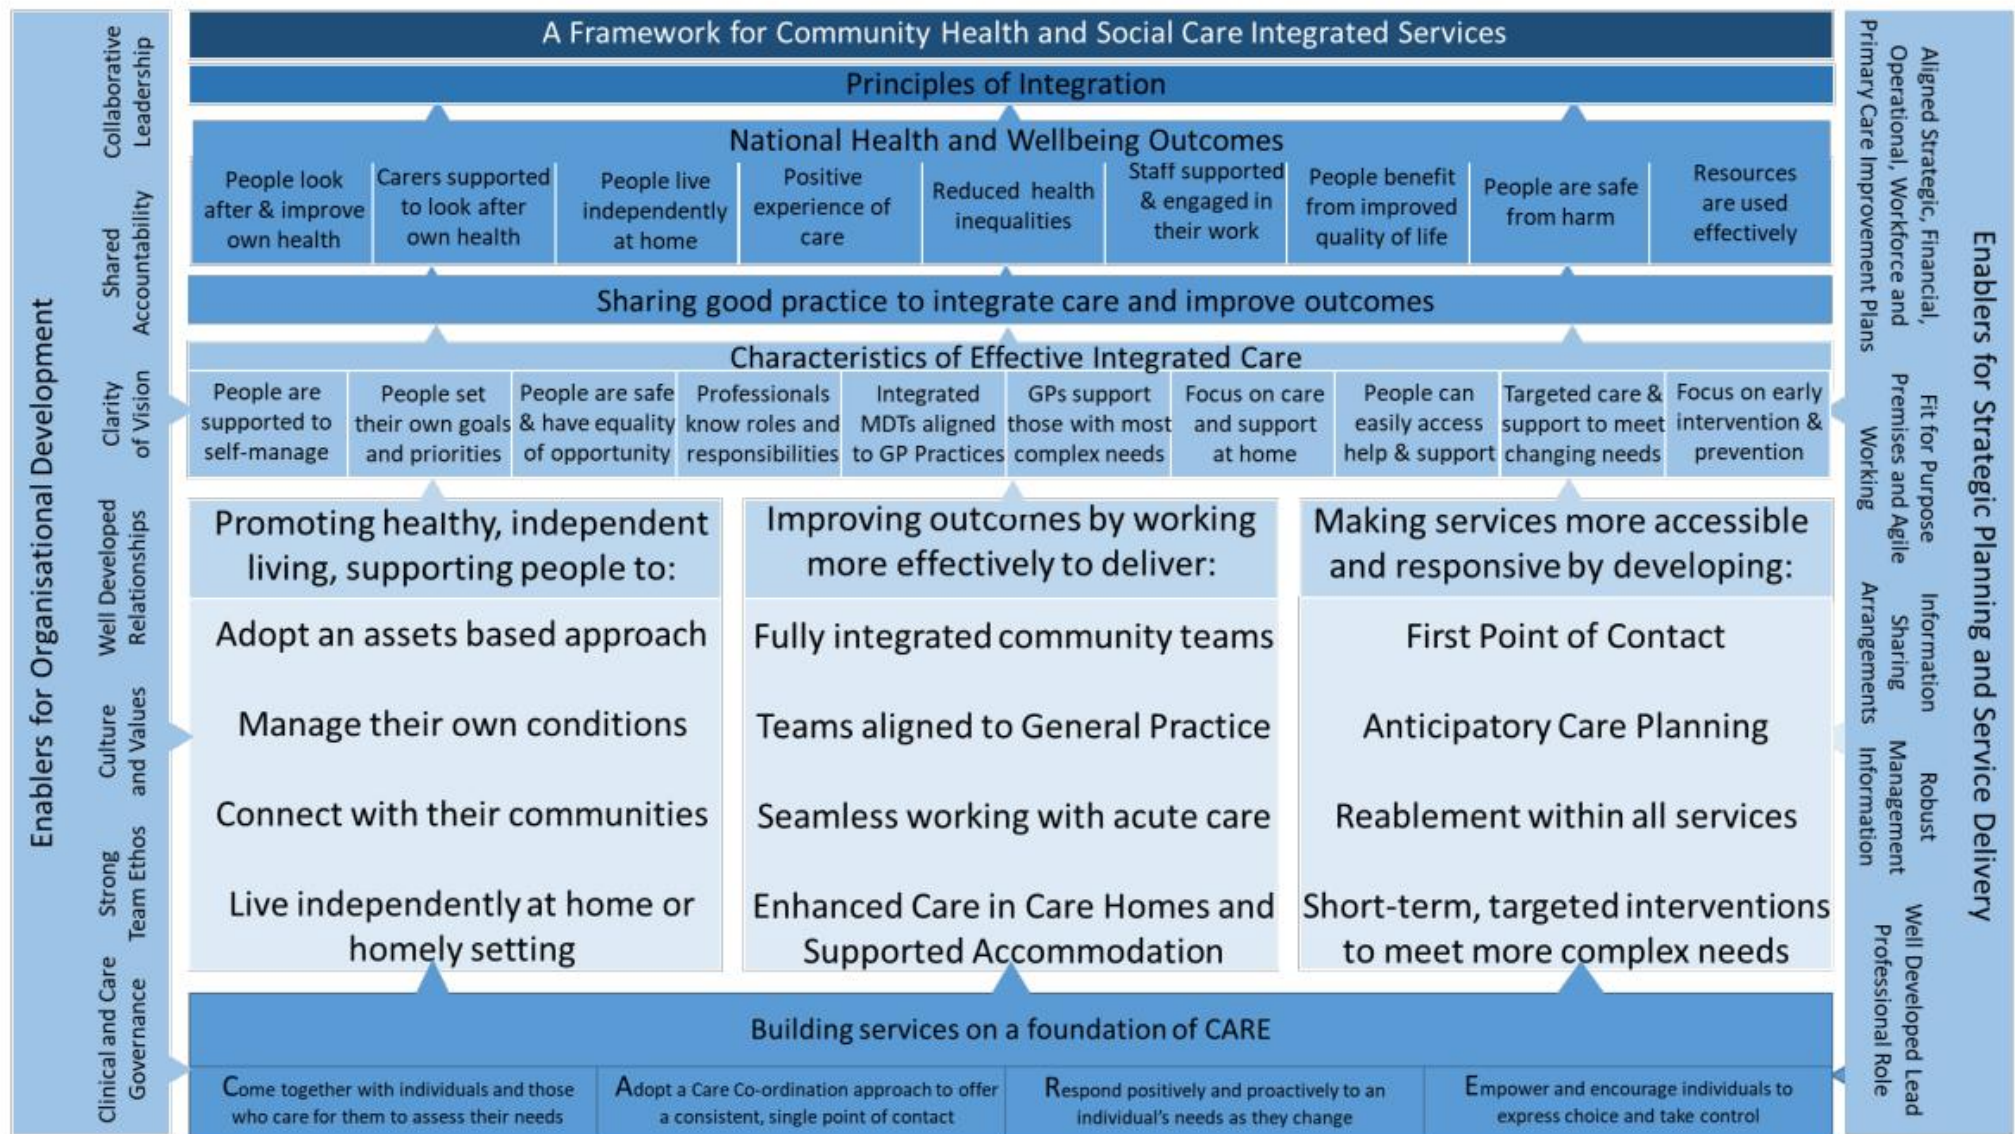 A Framework for Community Health and Social Care Integrated Services
Principles of Integration
National Health and Wellbeing Outcomes
People look
after & improve
own health
Carers supported
to look after
own health
People live
independently
at home
Positive
experience of
care
Reduced health
inequalities
Staff supported
& engaged in
their work
People benefit
from improved
quality of life
People are safe
from harm
Resources
are used
effectively
Sharing good practice to integrate care and improve outcomes
Characteristics of Effective Integrated Care
People are
supported to
self-manage
People set
their own goals
and priorities
People are safe
& have equality
of opportunity
Professionals
know roles and
responsibilities
Integrated
MDTs aligned
to GP Practices
GPs support
those with most
complex needs
Focus on care
and support
at home
People can
easily access
help & support
Targeted care &
support to meet
changing needs
Focus on early
intervention &
prevention
Promoting healthy, independent
living, supporting people to:
Adopt an assets based approach
Manage their own conditions
Connect with their communities
Live independently at home or
homely setting
Improving outcomes by working
more effectively to deliver:
Fully integrated community teams
Teams aligned to General Practice
Seamless working with acute care
Enhanced Care in Care Homes and
Supported Accommodation
Making services more accessible
and responsive by developing:
First Point of Contact
Anticipatory Care Planning
Reablement within all services
Short-term, targeted interventions
to meet more complex needs
Building services on a foundation of CARE
Come together with individuals and those
who care for them to assess their needs
Adopt a Care Co-ordination approach to offer
a consistent, single point of contact
Respond positively and proactively to an
individual's needs as they change
Empower and encourage individuals to
express choice and take control
Enablers for Organisational Development
Clinical and Care
Governance
Strong
Team Ethos
Culture
and Values
Well Developed
Relationships
Clarity
of Vision
Shared
Accountability
Collaborative
Leadership
Enablers for Strategic Planning and Service Delivery
Aligned Strategic, Financial,
Operational, Workforce and
Primary Care Improvement Plans
Fit for Purpose
Premises and Agile
Working
Information
Sharing
Arrangements
Robust
Management
Information
Well Developed Lead
Professional Role